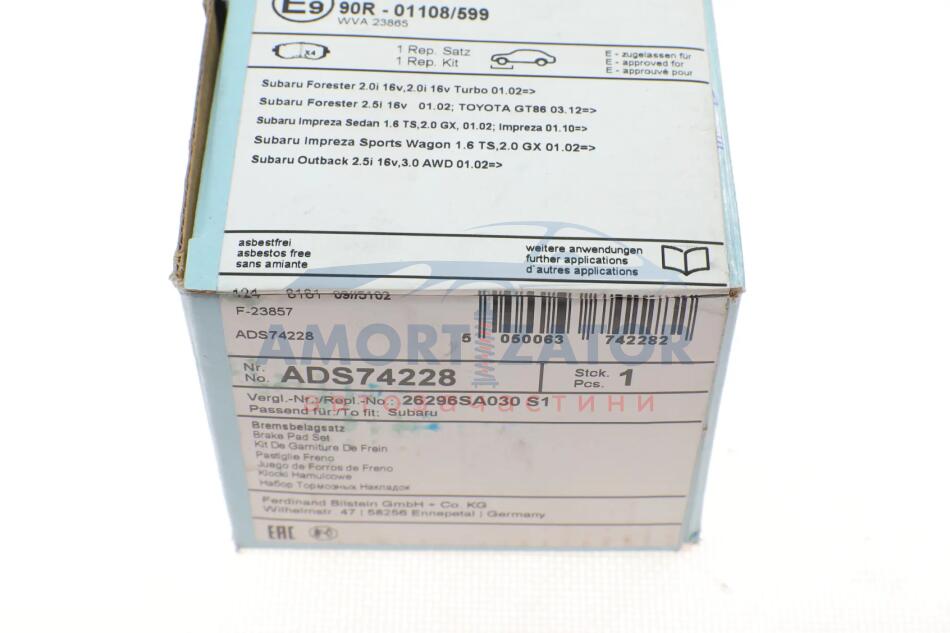 E9 90R - 01108/599
WVA 23865
x4
1 Rep. Satz
1 Rep. Kit
E - zugelassen für
E - approved for
E - approuvé pour
Subaru Forester 2.0i 16v,2.0i 16v Turbo 01.02=>
Subaru Forester 2.5i 16v 01.02; TOYOTA GT86 03.12=>
Subaru Impreza Sedan 1.6 TS,2.0 GX, 01.02; Impreza 01.10=>
Subaru Impreza Sports Wagon 1.6 TS,2.0 GX 01.02=>
Subaru Outback 2.5i 16v,3.0 AWD 01.02=>
asbestfrei
asbestos free
sans amiante
weitere anwendungen
further applications
d'autres applications
F-23857
ADS74228
5 050063 742282
AMORTIZATOR
автозапчастини
Nr.
No. ADS74228
Stck.
Pcs. 1
Vergl.-Nr./Repl.-No.: 26296SA030 S1
Passend für:/To fit: Subaru
Bremsbelagsatz
Brake Pad Set
Kit De Garniture De Frein
Pastiglie Freno
Juego de Forros de Freno
Klocki Hamulcowe
Набор Тормозных Накладок
Ferdinand Bilstein GmbH + Co. KG
Wilhelmstr. 47 | 58256 Ennepetal | Germany
EAC